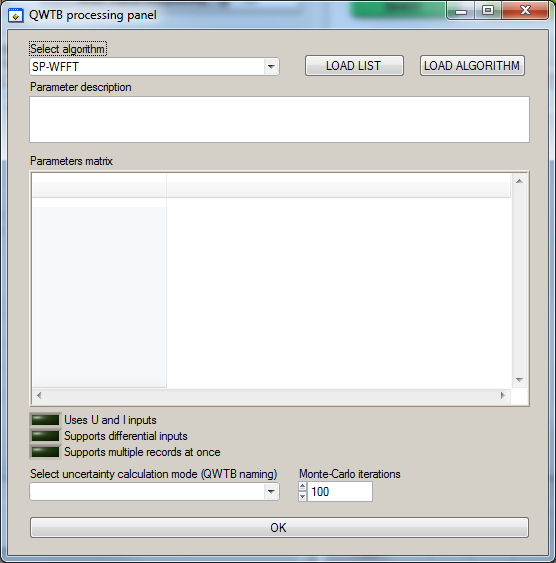 QWTB processing panel
Select algorithm
SP-WFFT
LOAD LIST
LOAD ALGORITHM
Parameter description
Parameters matrix
Uses U and I inputs
Supports differential inputs
Supports multiple records at once
Select uncertainty calculation mode (QWTB naming)
Monte-Carlo iterations
100
OK